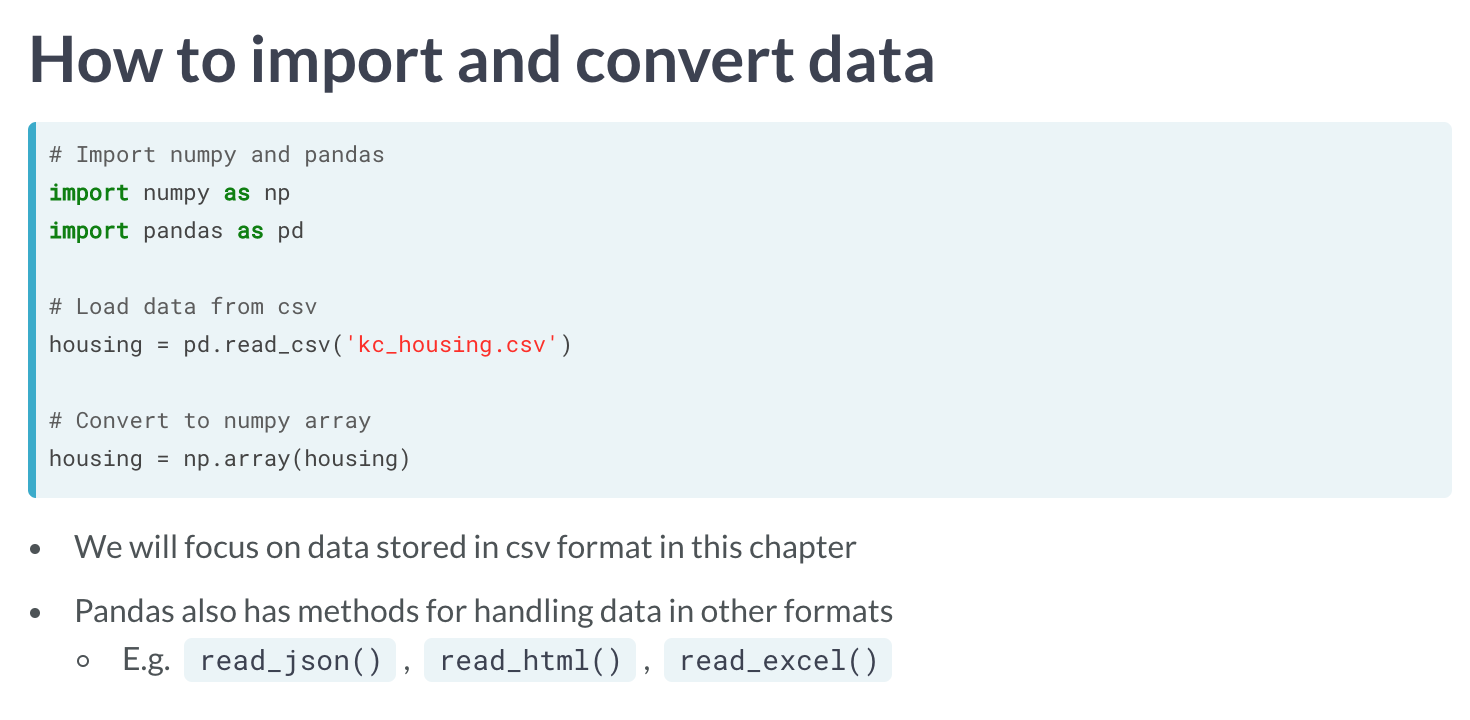 How to import and convert data
# Import numpy and pandas
import numpy as np
import pandas as pd
# Load data from csv
housing = pd.read_csv('kc_housing.csv')
# Convert to numpy array
housing = np.array(housing)
• We will focus on data stored in csv format in this chapter
• Pandas also has methods for handling data in other formats
○ E.g. read_json() , read_html() , read_excel()